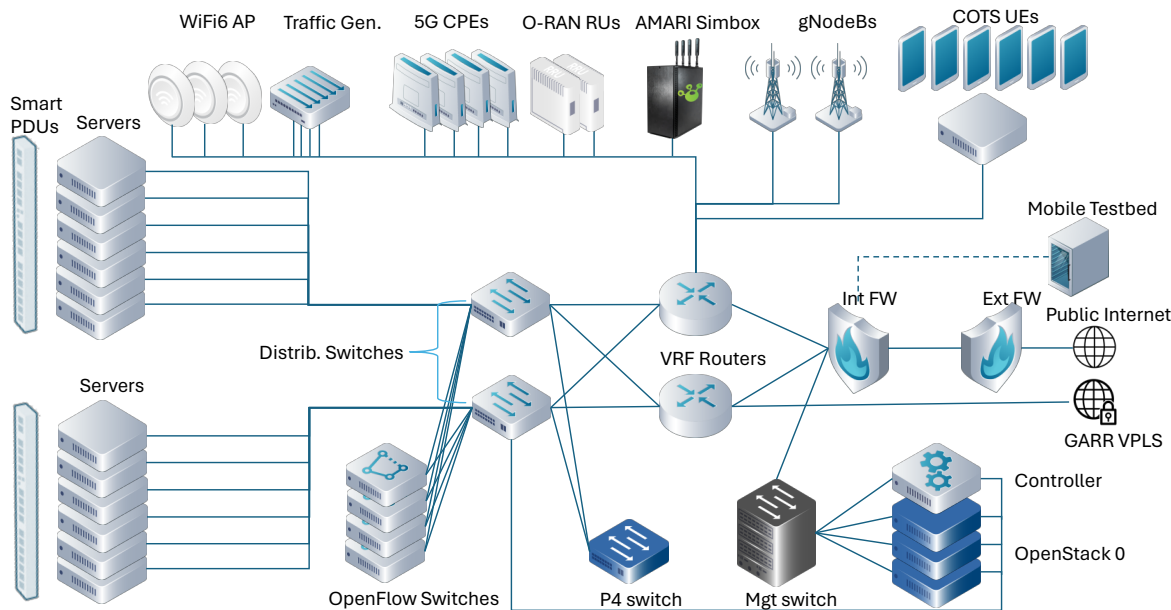 WiFi6 AP
Traffic Gen.
5G CPEs
O-RAN RUs
AMARI Simbox
gNodeBs
COTS UEs
Smart
PDUs
Servers
Mobile Testbed
Int FW
Ext FW
Public Internet
Distrib. Switches
VRF Routers
Servers
GARR VPLS
Controller
OpenStack 0
OpenFlow Switches
P4 switch
Mgt switch